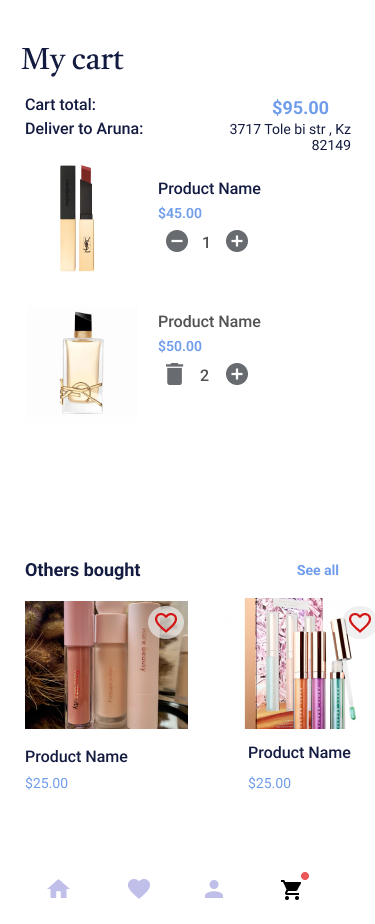 My cart
Cart total:
$95.00
Deliver to Aruna:
3717 Tole bi str , Kz
82149
Product Name
$45.00
1
YSL
Product Name
$50.00
2
Others bought
See all
Product Name
$25.00
Product Name
$25.00